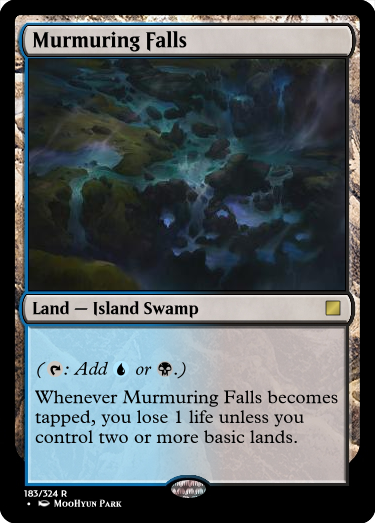 Murmuring Falls
Land — Island Swamp
( : Add or .)
Whenever Murmuring Falls becomes
tapped, you lose 1 life unless you
control two or more basic lands.
183/324 R
• MooHyun Park